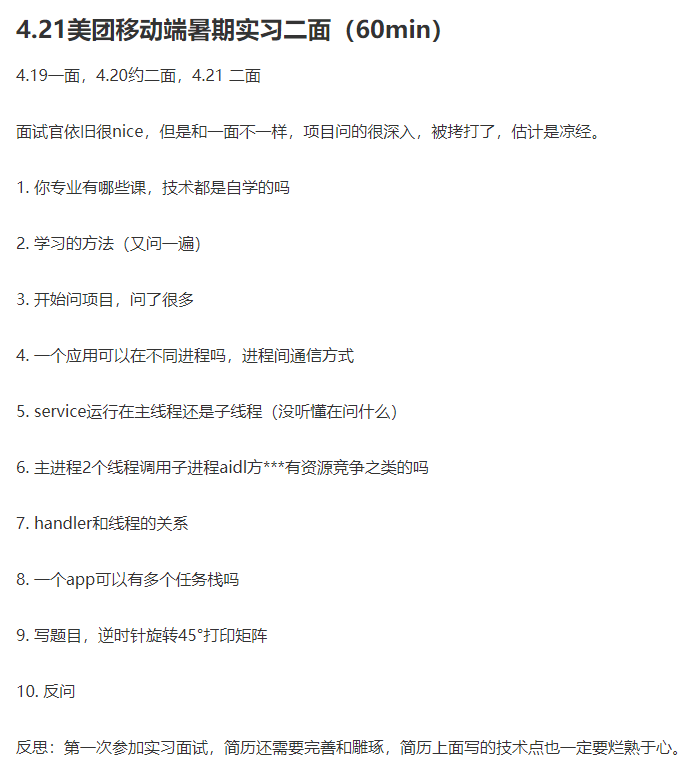 4.21美团移动端暑期实习二面（60min）
4.19一面，4.20约二面，4.21 二面
面试官依旧很nice，但是和一面不一样，项目问的很深入，被拷打了，估计是凉经。
1. 你专业有哪些课，技术都是自学的吗
2. 学习的方法（又问一遍）
3. 开始问项目，问了很多
4. 一个应用可以在不同进程吗，进程间通信方式
5. service运行在主线程还是子线程（没听懂在问什么）
6. 主进程2个线程调用子进程aidl方***有资源竞争之类的吗
7. handler和线程的关系
8. 一个app可以有多个任务栈吗
9. 写题目，逆时针旋转45°打印矩阵
10. 反问
反思：第一次参加实习面试，简历还需要完善和雕琢，简历上面写的技术点也一定要烂熟于心。